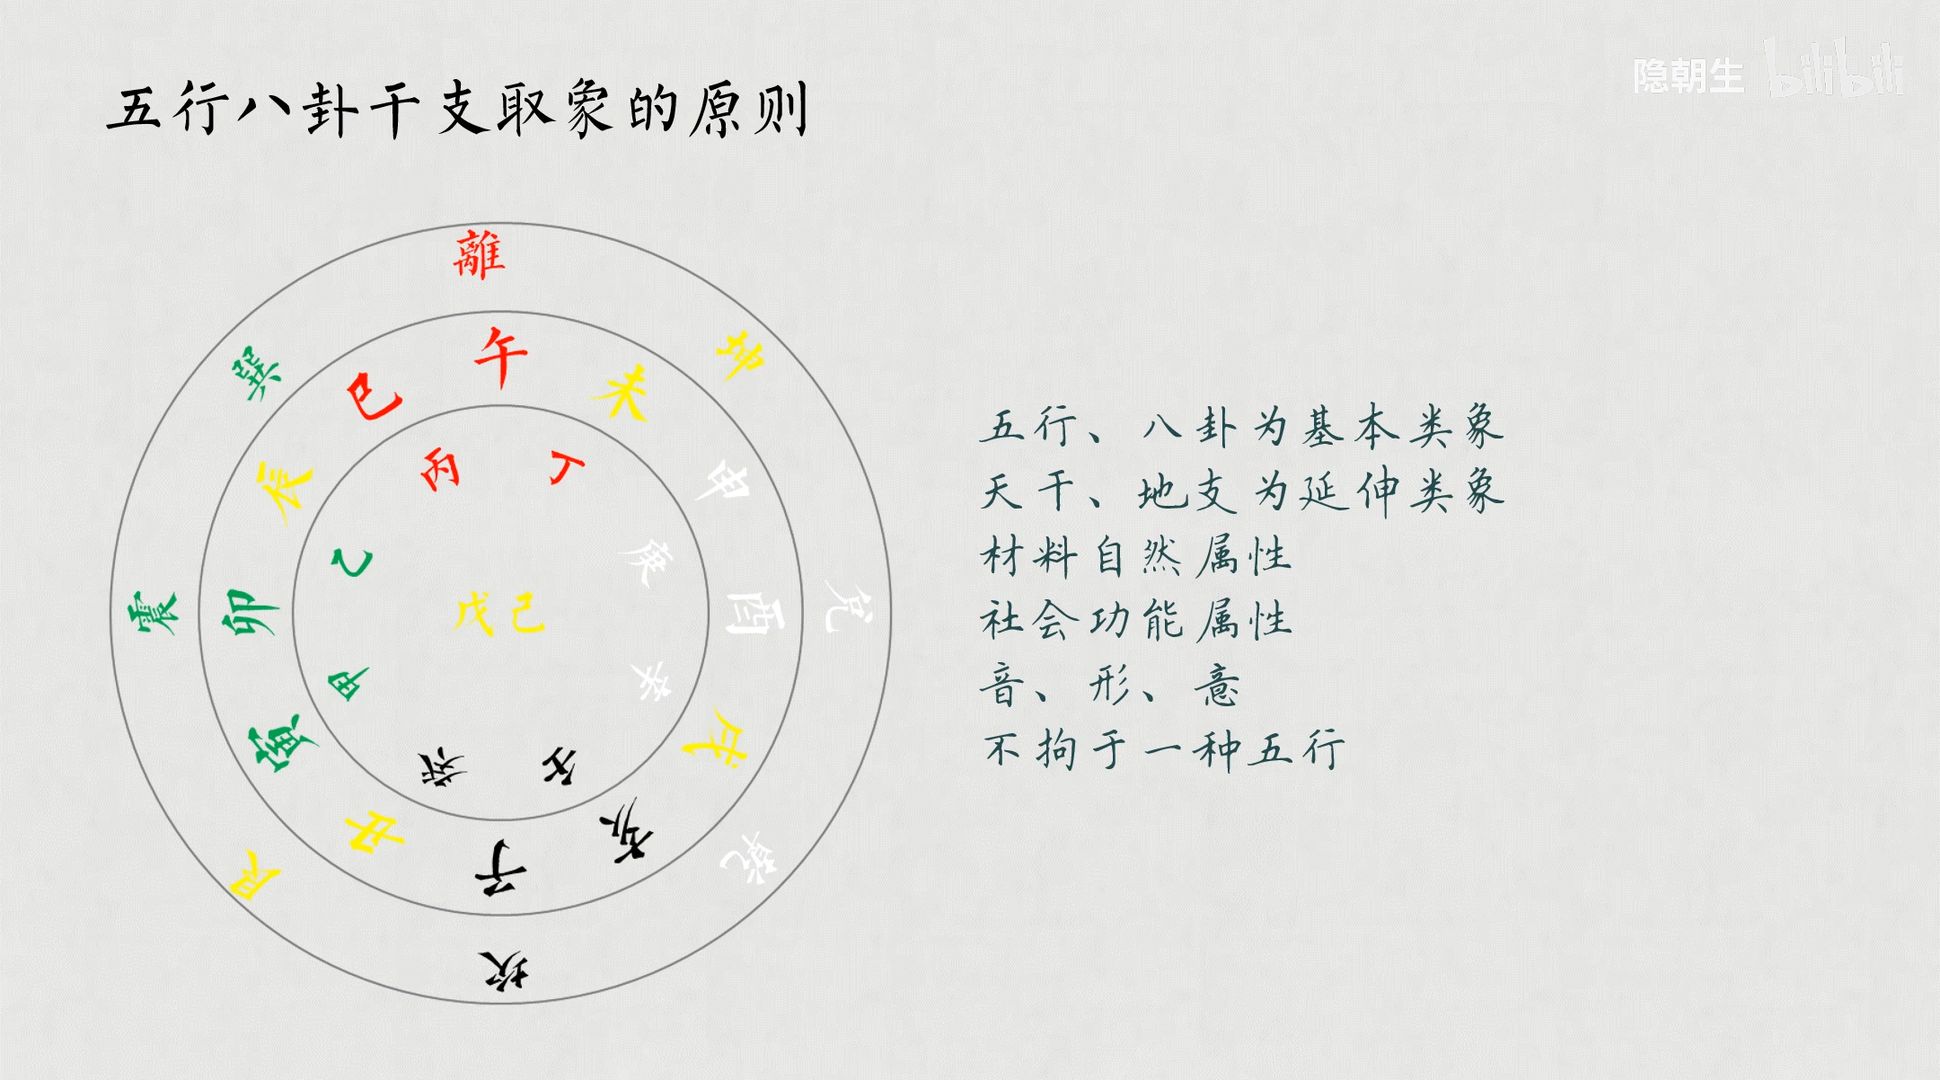 五行八卦干支取象的原则
隐朝生 bilibili
離
巽
坤
午
巳
未
丙
丁
辰
申
乙
庚
震
卯
戊己
酉
兑
甲
辛
寅
戌
癸
壬
丑
子
亥
艮
乾
坎
五行、八卦为基本类象
天干、地支为延伸类象
材料自然属性
社会功能属性
音、形、意
不拘于一种五行